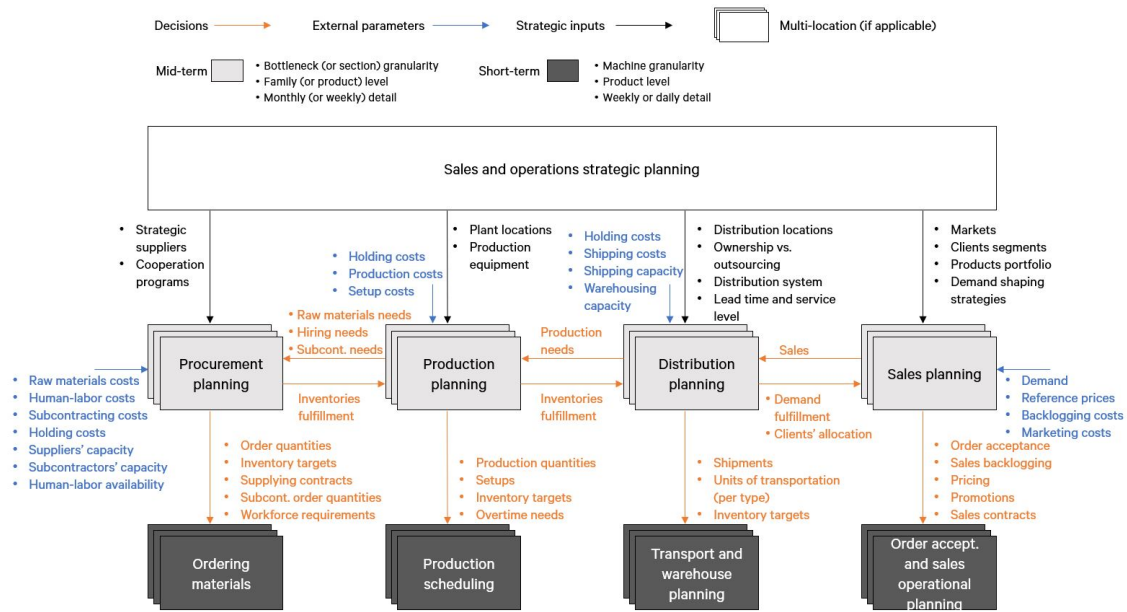 Decisions
External parameters
Strategic inputs
Multi-location (if applicable)
Mid-term
• Bottleneck (or section) granularity
• Family (or product) level
• Monthly (or weekly) detail
Short-term
• Machine granularity
• Product level
• Weekly or daily detail
Sales and operations strategic planning
• Strategic
suppliers
• Cooperation
programs
• Holding costs
• Production costs
• Setup costs
• Plant locations
• Production
equipment
• Holding costs
• Shipping costs
• Shipping capacity
• Warehousing
capacity
• Distribution locations
• Ownership vs.
outsourcing
• Distribution system
• Lead time and service
level
• Markets
• Clients segments
• Products portfolio
• Demand shaping
strategies
• Raw materials needs
• Hiring needs
• Subcont. needs
Production
needs
Sales
Procurement
planning
Production
planning
Distribution
planning
Sales planning
• Raw materials costs
• Human-labor costs
• Subcontracting costs
• Holding costs
• Suppliers' capacity
• Subcontractors' capacity
• Human-labor availability
Inventories
fulfillment
Inventories
fulfillment
• Demand
fulfillment
• Clients' allocation
• Demand
• Reference prices
• Backlogging costs
• Marketing costs
• Order quantities
• Inventory targets
• Supplying contracts
• Subcont. order quantities
• Workforce requirements
• Production quantities
• Setups
• Inventory targets
• Overtime needs
• Shipments
• Units of transportation
(per type)
• Inventory targets
• Order acceptance
• Sales backlogging
• Pricing
• Promotions
• Sales contracts
Ordering
materials
Production
scheduling
Transport and
warehouse
planning
Order accept.
and sales
operational
planning